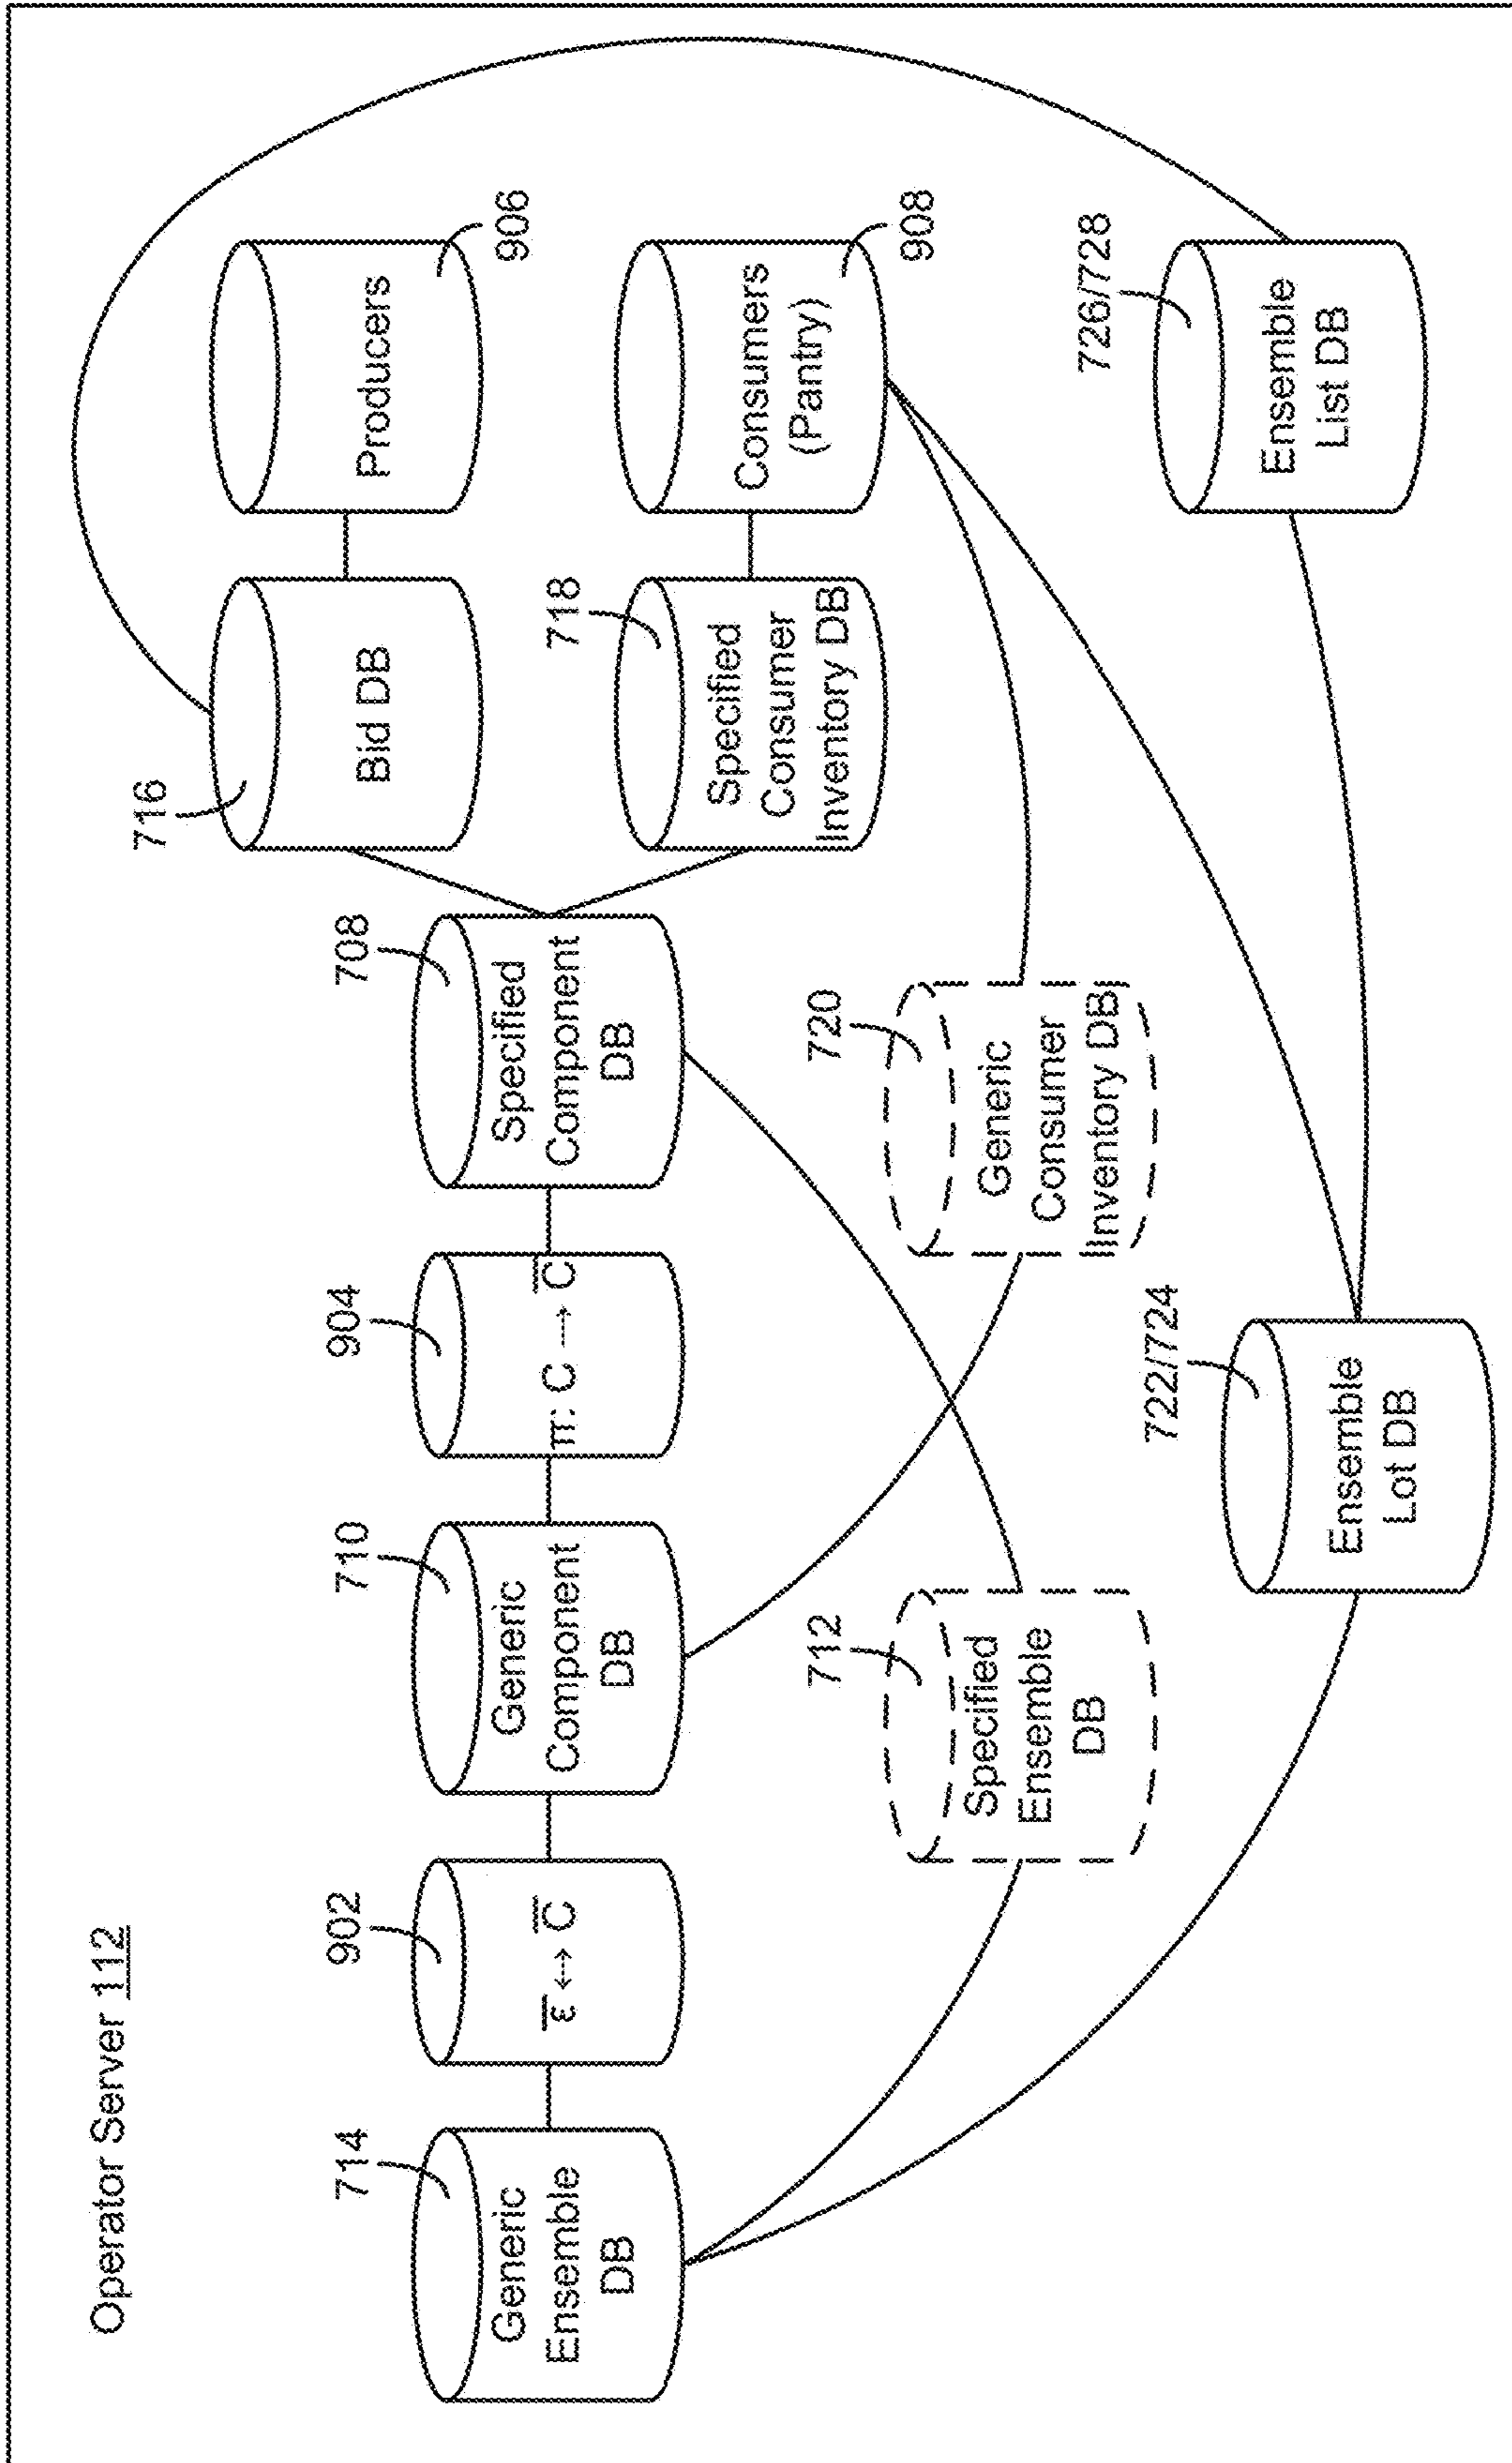 Operator Server 112
714
Generic
Ensemble
DB
902
ε̅ ↔ C̅
710
Generic
Component
DB
904
π: C → C̅
708
Specified
Component
DB
716
Bid DB
Producers
906
718
Specified
Consumer
Inventory DB
Consumers
(Pantry)
908
712
Specified
Ensemble
DB
720
Generic
Consumer
Inventory DB
722/724
Ensemble
Lot DB
726/728
Ensemble
List DB